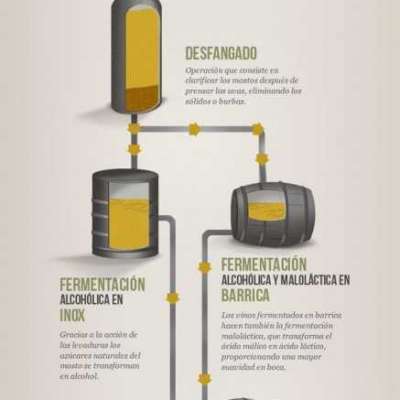 DESFANGADO
Operación que consiste en
clarificar los mostos después de
prensar las uvas, eliminando los
sólidos o burbas.
FERMENTACIÓN
ALCOHÓLICA EN
INOX
Gracias a la acción de
las levaduras los
azúcares naturales del
mosto se transforman
en alcohol.
FERMENTACIÓN
ALCOHÓLICA Y MALOLÁCTICA EN
BARRICA
Los vinos fermentados en barrica
hacen también la fermentación
maloláctica, que transforma el
ácido málico en ácido láctico,
proporcionando una mayor
suavidad en boca.